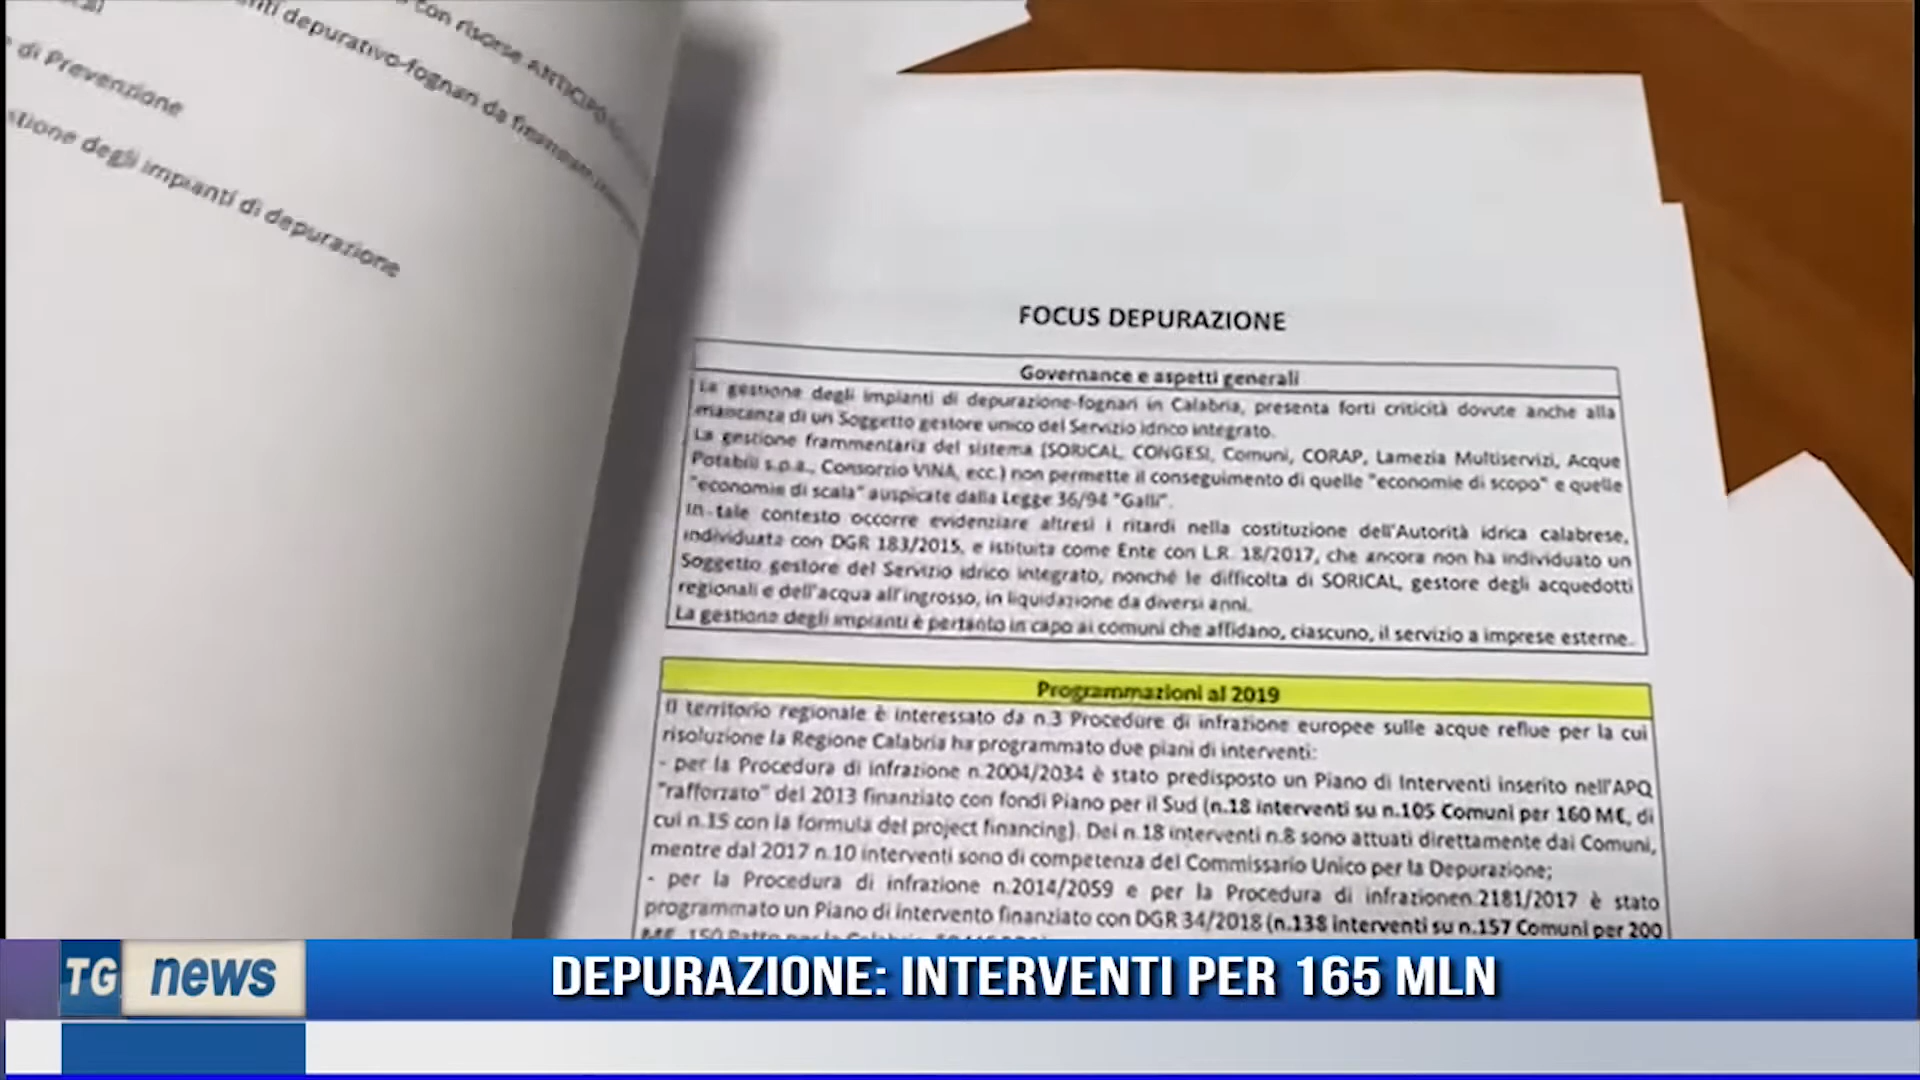 con risorse ANTICIPO
depurativo-fognari da
di Prevenzione
stione degli impianti di depurazione
FOCUS DEPURAZIONE
Governance e aspetti generali
La gestione degli impianti di depurazione-fognari in Calabria, presenta forti criticità dovute anche alla
mancanza di un Soggetto gestore unico del Servizio idrico integrato.
La gestione frammentaria del sistema (SORICAL, CONGESI, Comuni, CORAP, Lamezia Multiservizi, Acque
Potabili s.p.a., Consorzio VINA, ecc.) non permette il conseguimento di quelle "economie di scopo" e quelle
"economie di scala" auspicate dalla Legge 36/94 "Galli".
In tale contesto occorre evidenziare altresì i ritardi nella costituzione dell'Autorità idrica calabrese,
individuata con DGR 183/2015, e istituita come Ente con L.R. 18/2017, che ancora non ha individuato un
Soggetto gestore del Servizio idrico integrato, nonché le difficolta di SORICAL, gestore degli acquedotti
regionali e dell'acqua all'ingrosso, in liquidazione da diversi anni.
La gestione degli impianti è pertanto in capo ai comuni che affidano, ciascuno, il servizio a imprese esterne.
Programmazioni al 2019
Il territorio regionale è interessato da n.3 Procedure di infrazione europee sulle acque reflue per la cui
risoluzione la Regione Calabria ha programmato due piani di interventi:
- per la Procedura di infrazione n.2004/2034 è stato predisposto un Piano di Interventi inserito nell'APQ
"rafforzato" del 2013 finanziato con fondi Piano per il Sud (n.18 interventi su n.105 Comuni per 160 M€, di
cui n.15 con la formula del project financing). Dei n.18 interventi n.8 sono attuati direttamente dai Comuni,
mentre dal 2017 n.10 interventi sono di competenza del Commissario Unico per la Depurazione;
- per la Procedura di infrazione n.2014/2059 e per la Procedura di infrazionen.2181/2017 è stato
programmato un Piano di intervento finanziato con DGR 34/2018 (n.138 interventi su n.157 Comuni per 200
TG news
DEPURAZIONE: INTERVENTI PER 165 MLN